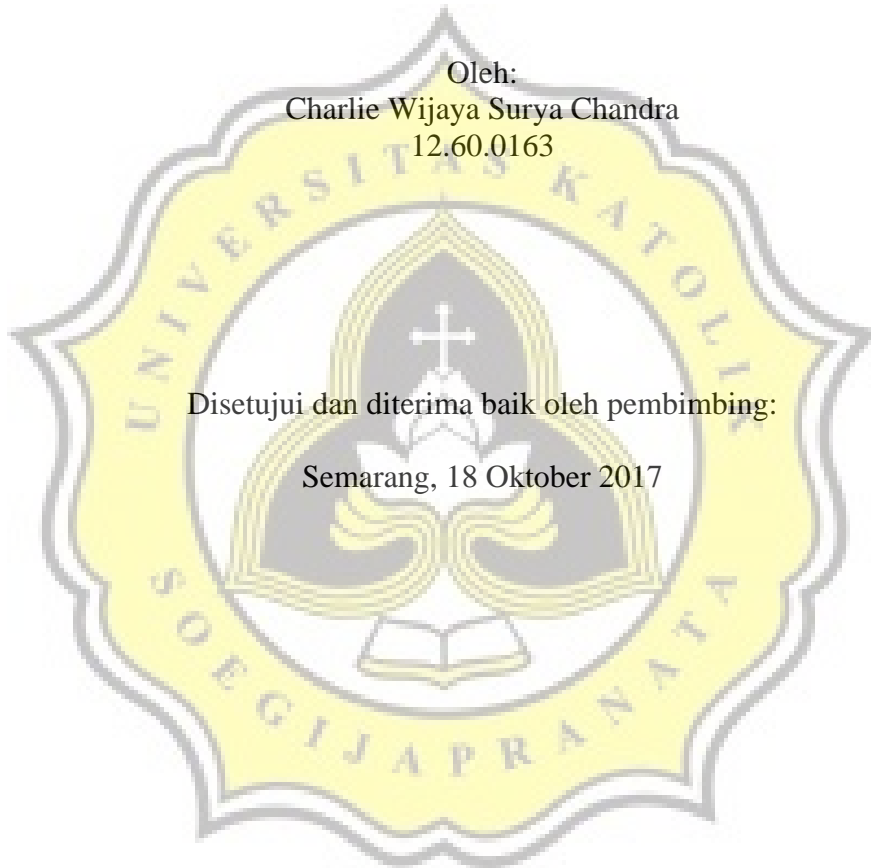 Oleh:
Charlie Wijaya Surya Chandra
12.60.0163
UNIVERSITAS KATOLIK
Disetujui dan diterima baik oleh pembimbing:
Semarang, 18 Oktober 2017
SOEGIJAPRANATA